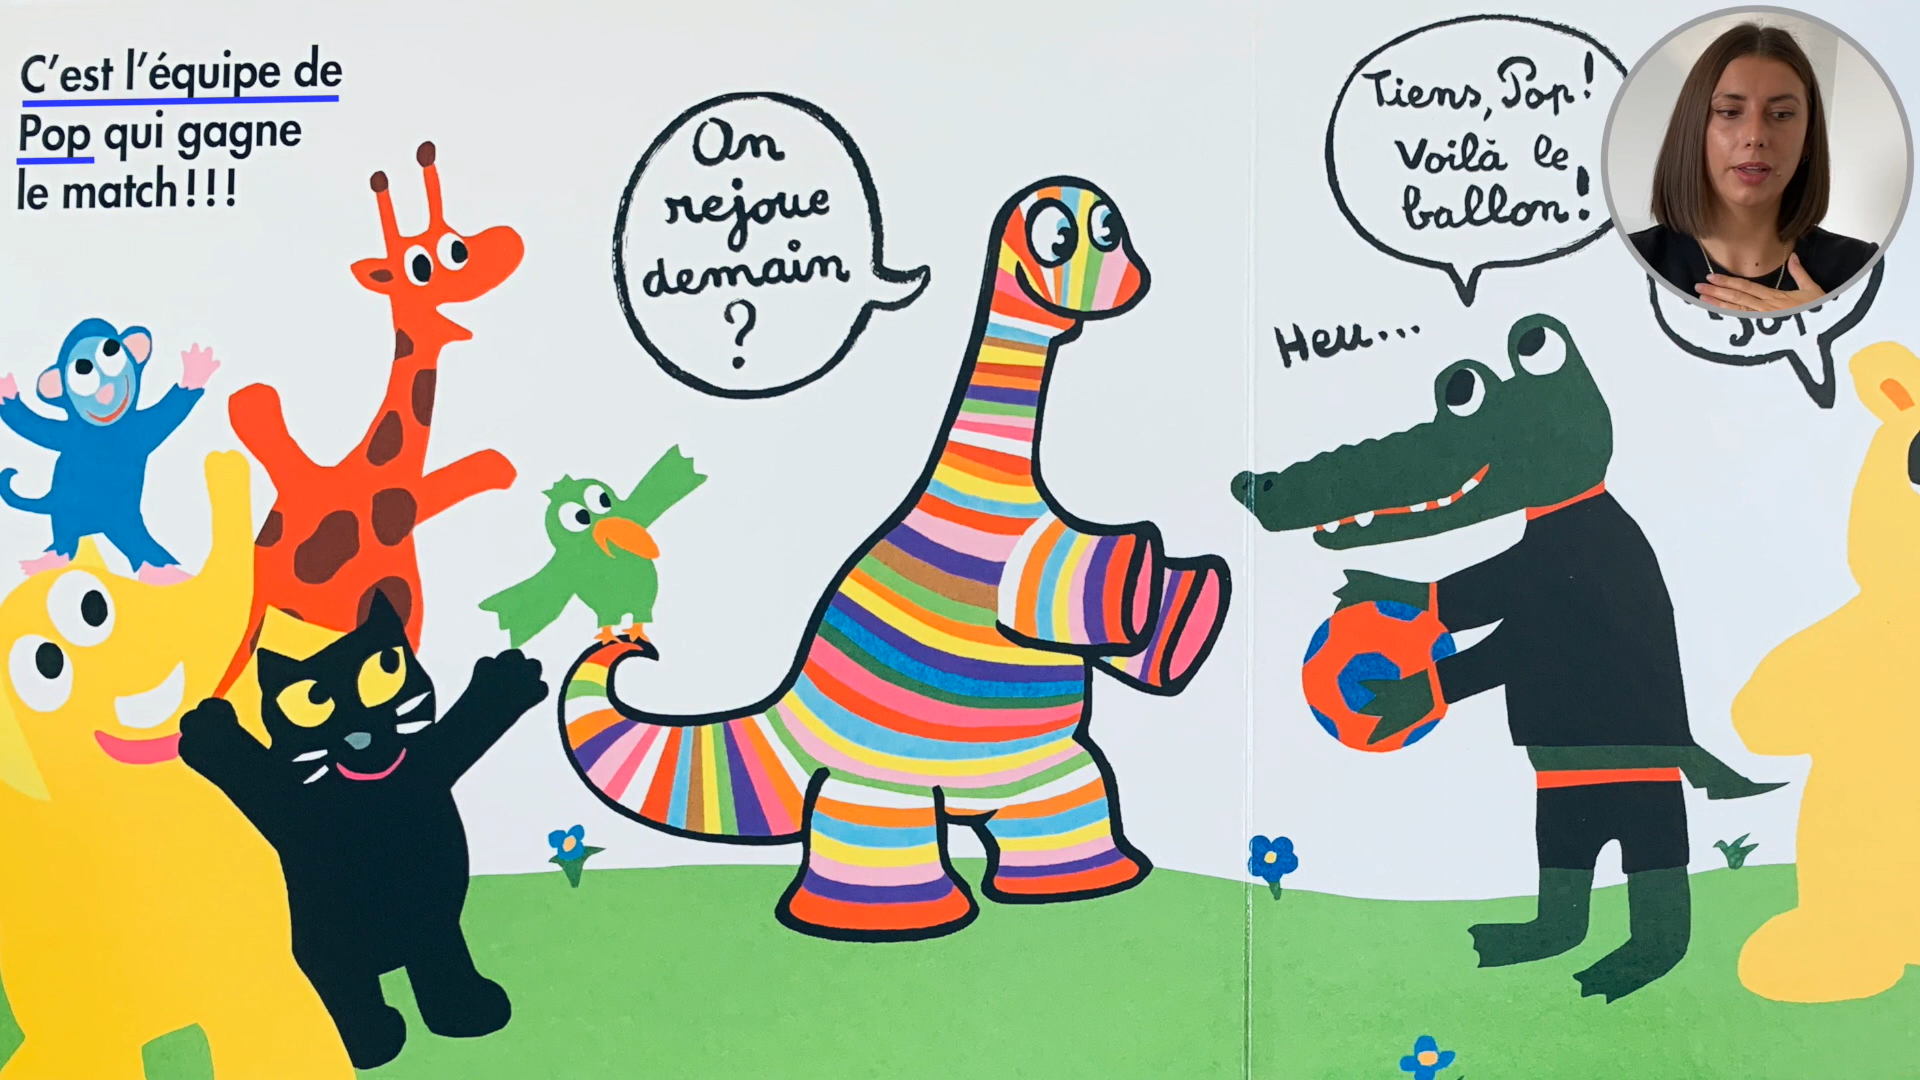 C'est l'équipe de
Pop qui gagne
le match!!!
On
rejoue
demain
?
Tiens, Pop!
Voilà le
ballon!
Heu...